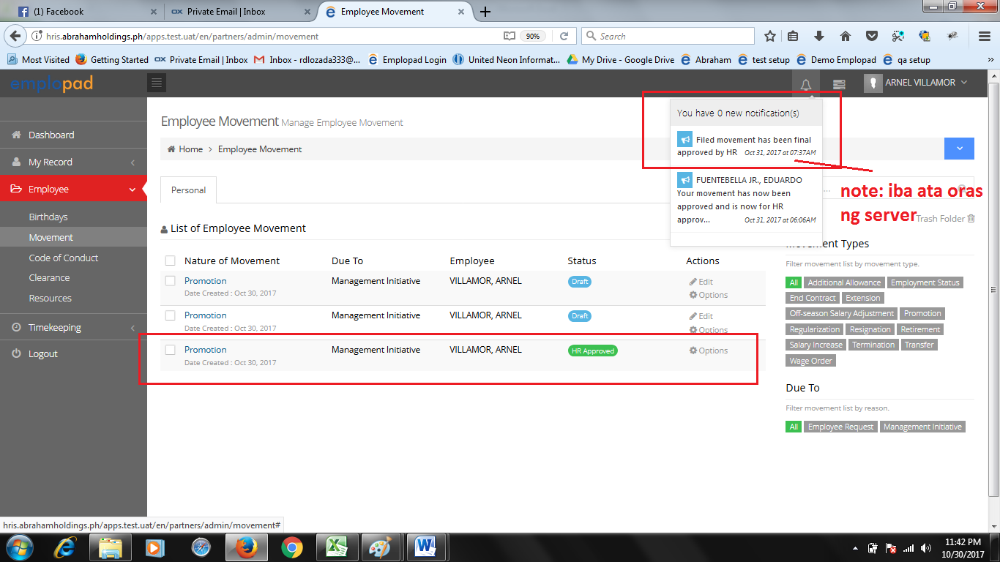 (1) Facebook
Private Email | Inbox
Employee Movement
hris.abrahamholdings.ph/apps.test.uat/en/partners/admin/movement
90%
Search
Most Visited
Getting Started
Private Email | Inbox
Inbox - rdlozada333@...
Emplopad Login
United Neon Informat...
My Drive - Google Drive
Abraham
test setup
Demo Emplopad
qa setup
emplopad
ARNEL VILLAMOR
Dashboard
My Record
Employee
Birthdays
Movement
Code of Conduct
Clearance
Resources
Timekeeping
Logout
Employee Movement Manage Employee Movement
Home > Employee Movement
You have 0 new notification(s)
Filed movement has been final
approved by HR Oct 31, 2017 at 07:37AM
FUENTEBELLA JR., EDUARDO
Your movement has now been
approved and is now for HR
approv... Oct 31, 2017 at 06:06AM
note: iba ata oras
ng server
Personal
Trash Folder
List of Employee Movement
Nature of Movement Due To Employee Status Actions
Promotion Management Initiative VILLAMOR, ARNEL Draft Edit
Date Created : Oct 30, 2017 Options
Promotion Management Initiative VILLAMOR, ARNEL Draft Edit
Date Created : Oct 30, 2017 Options
Promotion Management Initiative VILLAMOR, ARNEL HR Approved Options
Date Created : Oct 30, 2017
Movement Types
Filter movement list by movement type.
All Additional Allowance Employment Status
End Contract Extension
Off-season Salary Adjustment Promotion
Regularization Resignation Retirement
Salary Increase Termination Transfer
Wage Order
Due To
Filter movement list by reason.
All Employee Request Management Initiative
hris.abrahamholdings.ph/apps.test.uat/en/partners/admin/movement#
11:42 PM
10/30/2017